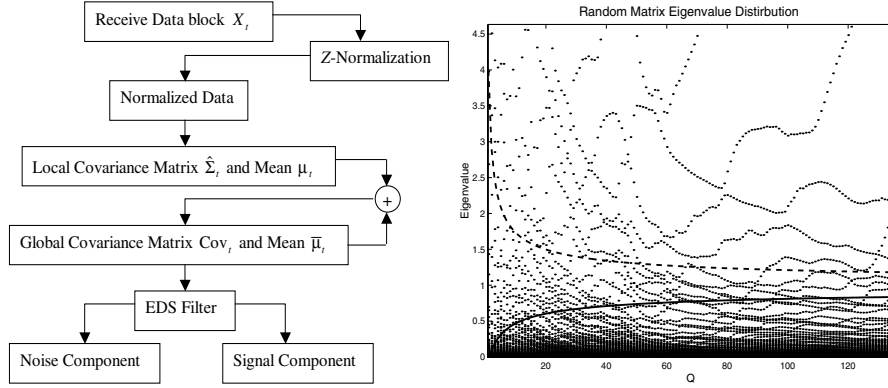 Receive Data block X_t
Z-Normalization
Normalized Data
Local Covariance Matrix Σ̂_t and Mean μ_t
+
Global Covariance Matrix Cov_t and Mean μ̅_t
EDS Filter
Noise Component
Signal Component
Random Matrix Eigenvalue Distirbution
Eigenvalue
4.5
4
3.5
3
2.5
2
1.5
1
0.5
0
20
40
60
80
100
120
Q